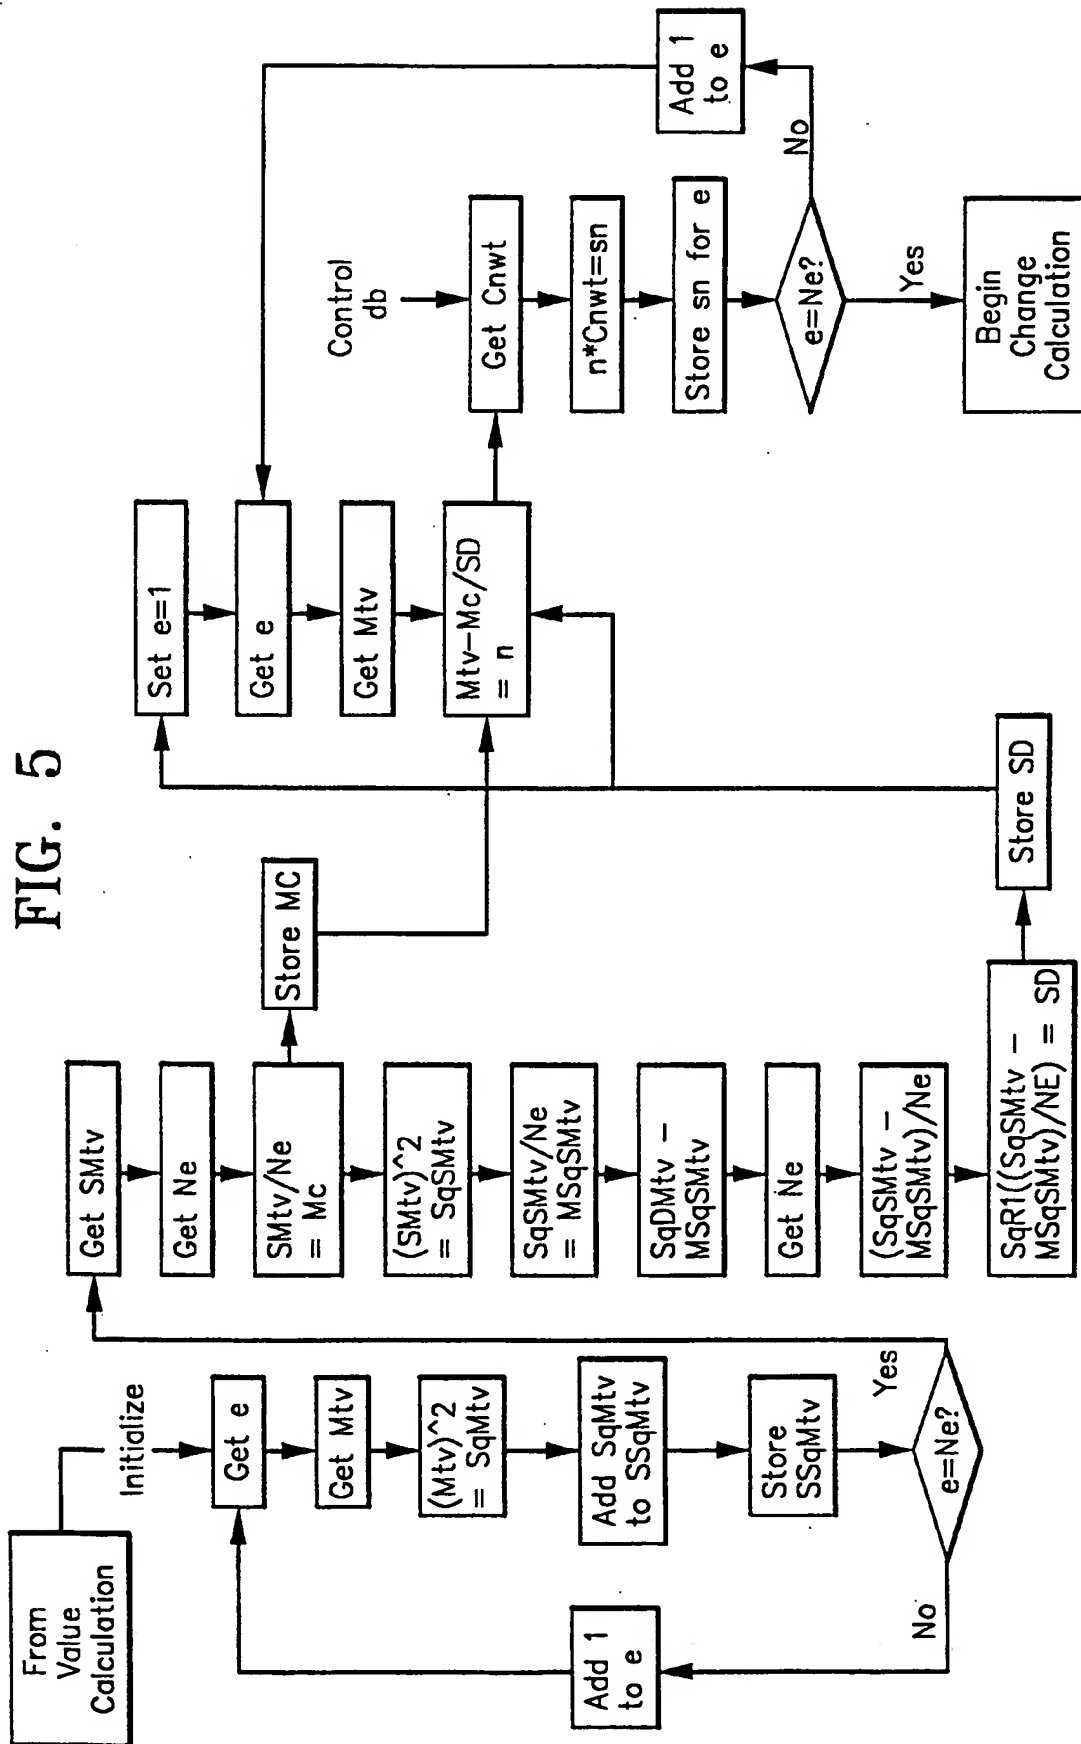 FIG. 5
From
Value
Calculation
Initialize
Get e
Get Mtv
(Mtv)^2
= SqMtv
Add SqMtv
to SSqMtv
Store
SSqMtv
e=Ne?
No
Yes
Add 1
to e
Get SMtv
Get Ne
SMtv/Ne
= Mc
(SMtv)^2
= SqSMtv
SqSMtv/Ne
= MSqSMtv
SqDMtv –
MSqSMtv
Get Ne
(SqSMtv –
MSqSMtv)/Ne
SqR1((SqSMtv –
MSqSMtv)/NE) = SD
Store MC
Store SD
Set e=1
Get e
Get Mtv
Mtv–Mc/SD
= n
Control
db
Get Cnwt
n*Cnwt=sn
Store sn for e
e=Ne?
No
Yes
Add 1
to e
Begin
Change
Calculation